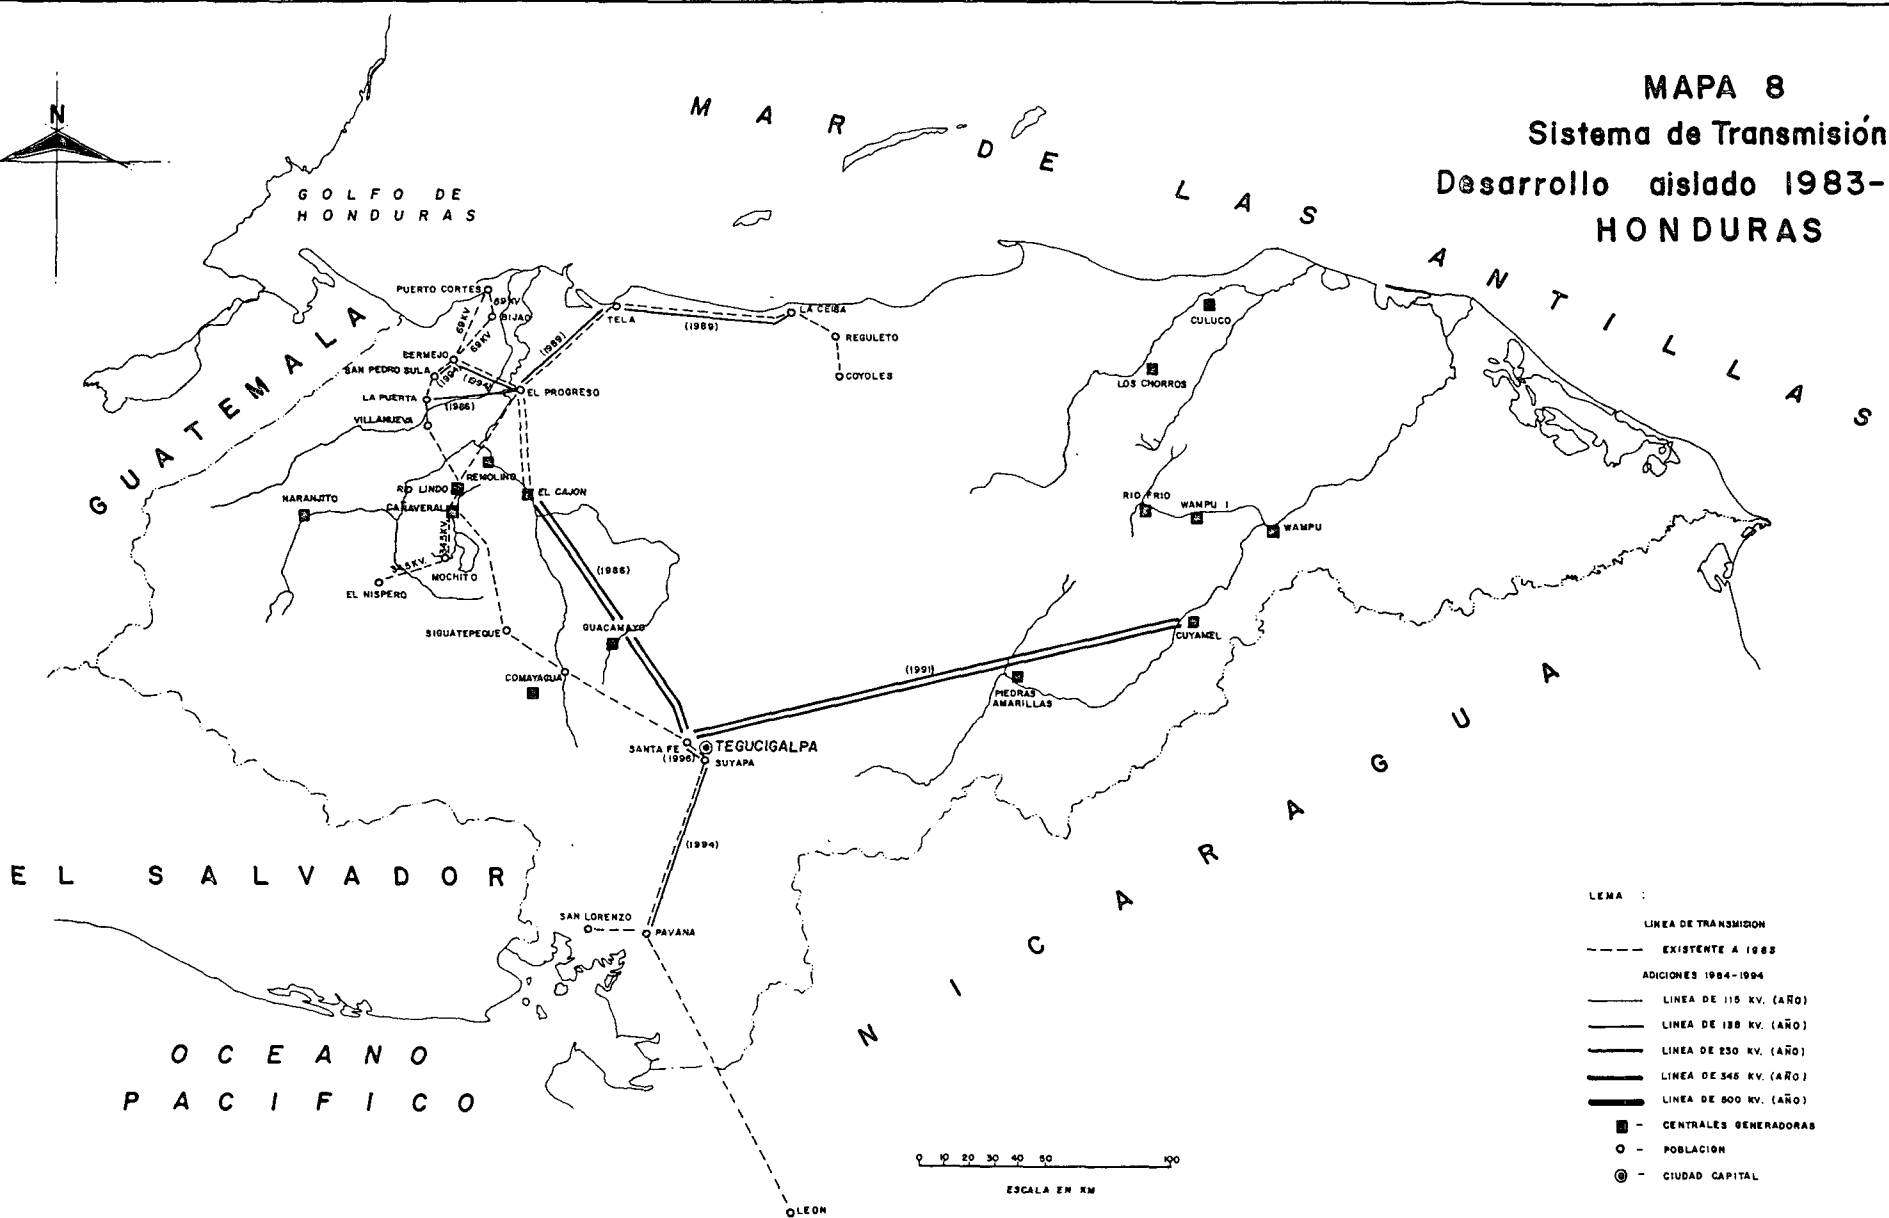 MAPA 8
Sistema de Transmisión
Desarrollo aislado 1983-
HONDURAS
N
MAR DE LAS ANTILLAS
GOLFO DE
HONDURAS
GUATEMALA
PUERTO CORTES
69KV
BIJAO
69KV
69KV
BERMEJO
SAN PEDRO SULA
(1994)
(1994)
LA PUERTA
(1986)
VILLANUEVA
EL PROGRESO
(1989)
TELA
(1989)
LA CEIBA
REGULETO
COYOLES
CULUCO
LOS CHORROS
REMOLINO
RIO LINDO
EL CAJON
NARANJITO
CAÑAVERAL
34.5KV
34.5KV.
MOCHITO
EL NISPERO
RIO FRIO
WAMPU I
WAMPU
(1986)
SIGUATEPEQUE
GUACAMAYO
CUYAMEL
COMAYAGUA
(1991)
PIEDRAS
AMARILLAS
SANTA FE
(1996)
TEGUCIGALPA
SUYAPA
(1994)
NICARAGUA
EL SALVADOR
SAN LORENZO
PAVANA
OCEANO
PACIFICO
LEON
0 10 20 30 40 50 100
ESCALA EN KM
LEMA :
LINEA DE TRANSMISION
EXISTENTE A 1983
ADICIONES 1984-1994
LINEA DE 115 KV. (AÑO)
LINEA DE 138 KV. (AÑO)
LINEA DE 230 KV. (AÑO)
LINEA DE 345 KV. (AÑO)
LINEA DE 500 KV. (AÑO)
- CENTRALES GENERADORAS
- POBLACION
- CIUDAD CAPITAL